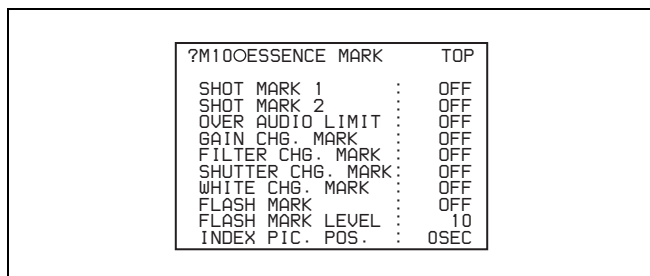 ?M10○ESSENCE MARK TOP
SHOT MARK 1 : OFF
SHOT MARK 2 : OFF
OVER AUDIO LIMIT : OFF
GAIN CHG. MARK : OFF
FILTER CHG. MARK : OFF
SHUTTER CHG. MARK: OFF
WHITE CHG. MARK : OFF
FLASH MARK : OFF
FLASH MARK LEVEL : 10
INDEX PIC. POS. : 0SEC